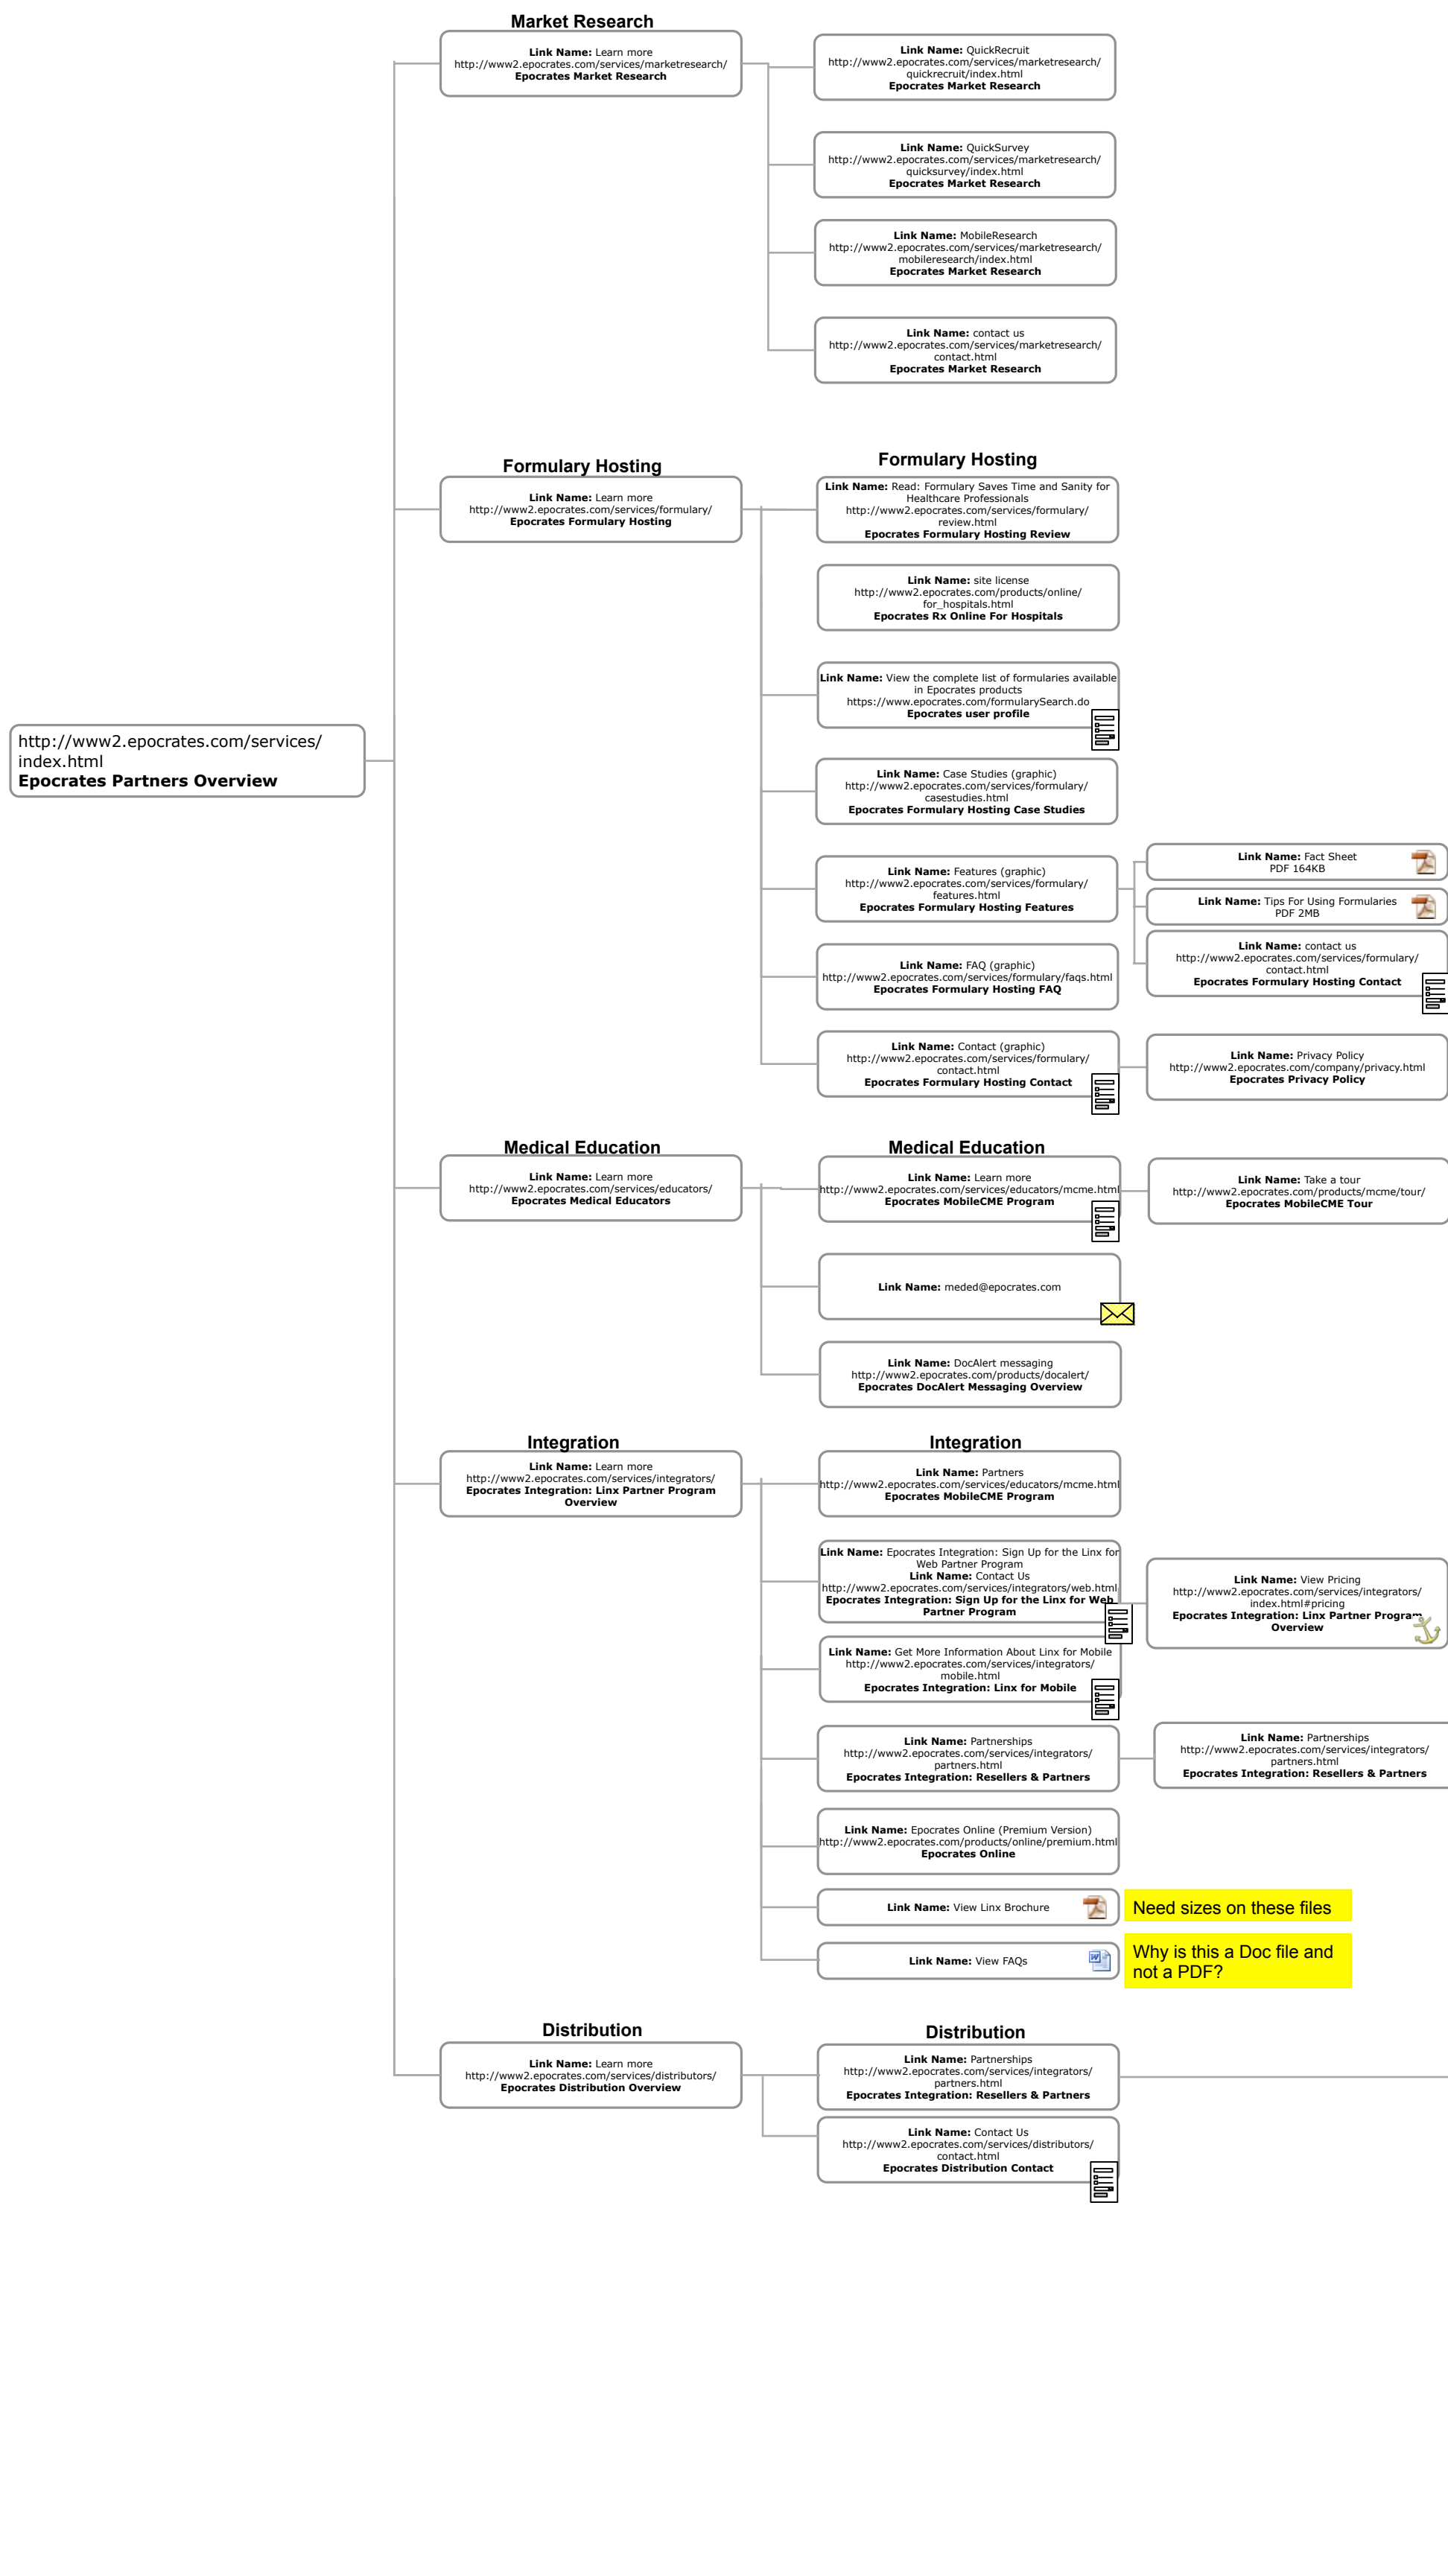 Market Research
Link Name: Learn more
http://www2.epocrates.com/services/marketresearch/
Epocrates Market Research
Link Name: QuickRecruit
http://www2.epocrates.com/services/marketresearch/
quickrecruit/index.html
Epocrates Market Research
Link Name: QuickSurvey
http://www2.epocrates.com/services/marketresearch/
quicksurvey/index.html
Epocrates Market Research
Link Name: MobileResearch
http://www2.epocrates.com/services/marketresearch/
mobileresearch/index.html
Epocrates Market Research
Link Name: contact us
http://www2.epocrates.com/services/marketresearch/
contact.html
Epocrates Market Research
Formulary Hosting
Link Name: Learn more
http://www2.epocrates.com/services/formulary/
Epocrates Formulary Hosting
Formulary Hosting
Link Name: Read: Formulary Saves Time and Sanity for
Healthcare Professionals
http://www2.epocrates.com/services/formulary/
review.html
Epocrates Formulary Hosting Review
Link Name: site license
http://www2.epocrates.com/products/online/
for_hospitals.html
Epocrates Rx Online For Hospitals
Link Name: View the complete list of formularies available
in Epocrates products
https://www.epocrates.com/formularySearch.do
Epocrates user profile
http://www2.epocrates.com/services/
index.html
Epocrates Partners Overview
Link Name: Case Studies (graphic)
http://www2.epocrates.com/services/formulary/
casestudies.html
Epocrates Formulary Hosting Case Studies
Link Name: Features (graphic)
http://www2.epocrates.com/services/formulary/
features.html
Epocrates Formulary Hosting Features
Link Name: Fact Sheet
PDF 164KB
Link Name: Tips For Using Formularies
PDF 2MB
Link Name: contact us
http://www2.epocrates.com/services/formulary/
contact.html
Epocrates Formulary Hosting Contact
Link Name: FAQ (graphic)
http://www2.epocrates.com/services/formulary/faqs.html
Epocrates Formulary Hosting FAQ
Link Name: Contact (graphic)
http://www2.epocrates.com/services/formulary/
contact.html
Epocrates Formulary Hosting Contact
Link Name: Privacy Policy
http://www2.epocrates.com/company/privacy.html
Epocrates Privacy Policy
Medical Education
Link Name: Learn more
http://www2.epocrates.com/services/educators/
Epocrates Medical Educators
Medical Education
Link Name: Learn more
http://www2.epocrates.com/services/educators/mcme.html
Epocrates MobileCME Program
Link Name: Take a tour
http://www2.epocrates.com/products/mcme/tour/
Epocrates MobileCME Tour
Link Name: meded@epocrates.com
Link Name: DocAlert messaging
http://www2.epocrates.com/products/docalert/
Epocrates DocAlert Messaging Overview
Integration
Link Name: Learn more
http://www2.epocrates.com/services/integrators/
Epocrates Integration: Linx Partner Program
Overview
Integration
Link Name: Partners
http://www2.epocrates.com/services/educators/mcme.html
Epocrates MobileCME Program
Link Name: Epocrates Integration: Sign Up for the Linx for
Web Partner Program
Link Name: Contact Us
http://www2.epocrates.com/services/integrators/web.html
Epocrates Integration: Sign Up for the Linx for Web
Partner Program
Link Name: View Pricing
http://www2.epocrates.com/services/integrators/
index.html#pricing
Epocrates Integration: Linx Partner Program
Overview
Link Name: Get More Information About Linx for Mobile
http://www2.epocrates.com/services/integrators/
mobile.html
Epocrates Integration: Linx for Mobile
Link Name: Partnerships
http://www2.epocrates.com/services/integrators/
partners.html
Epocrates Integration: Resellers & Partners
Link Name: Partnerships
http://www2.epocrates.com/services/integrators/
partners.html
Epocrates Integration: Resellers & Partners
Link Name: Epocrates Online (Premium Version)
http://www2.epocrates.com/products/online/premium.html
Epocrates Online
Link Name: View Linx Brochure
Need sizes on these files
Link Name: View FAQs
Why is this a Doc file and
not a PDF?
Distribution
Link Name: Learn more
http://www2.epocrates.com/services/distributors/
Epocrates Distribution Overview
Distribution
Link Name: Partnerships
http://www2.epocrates.com/services/integrators/
partners.html
Epocrates Integration: Resellers & Partners
Link Name: Contact Us
http://www2.epocrates.com/services/distributors/
contact.html
Epocrates Distribution Contact